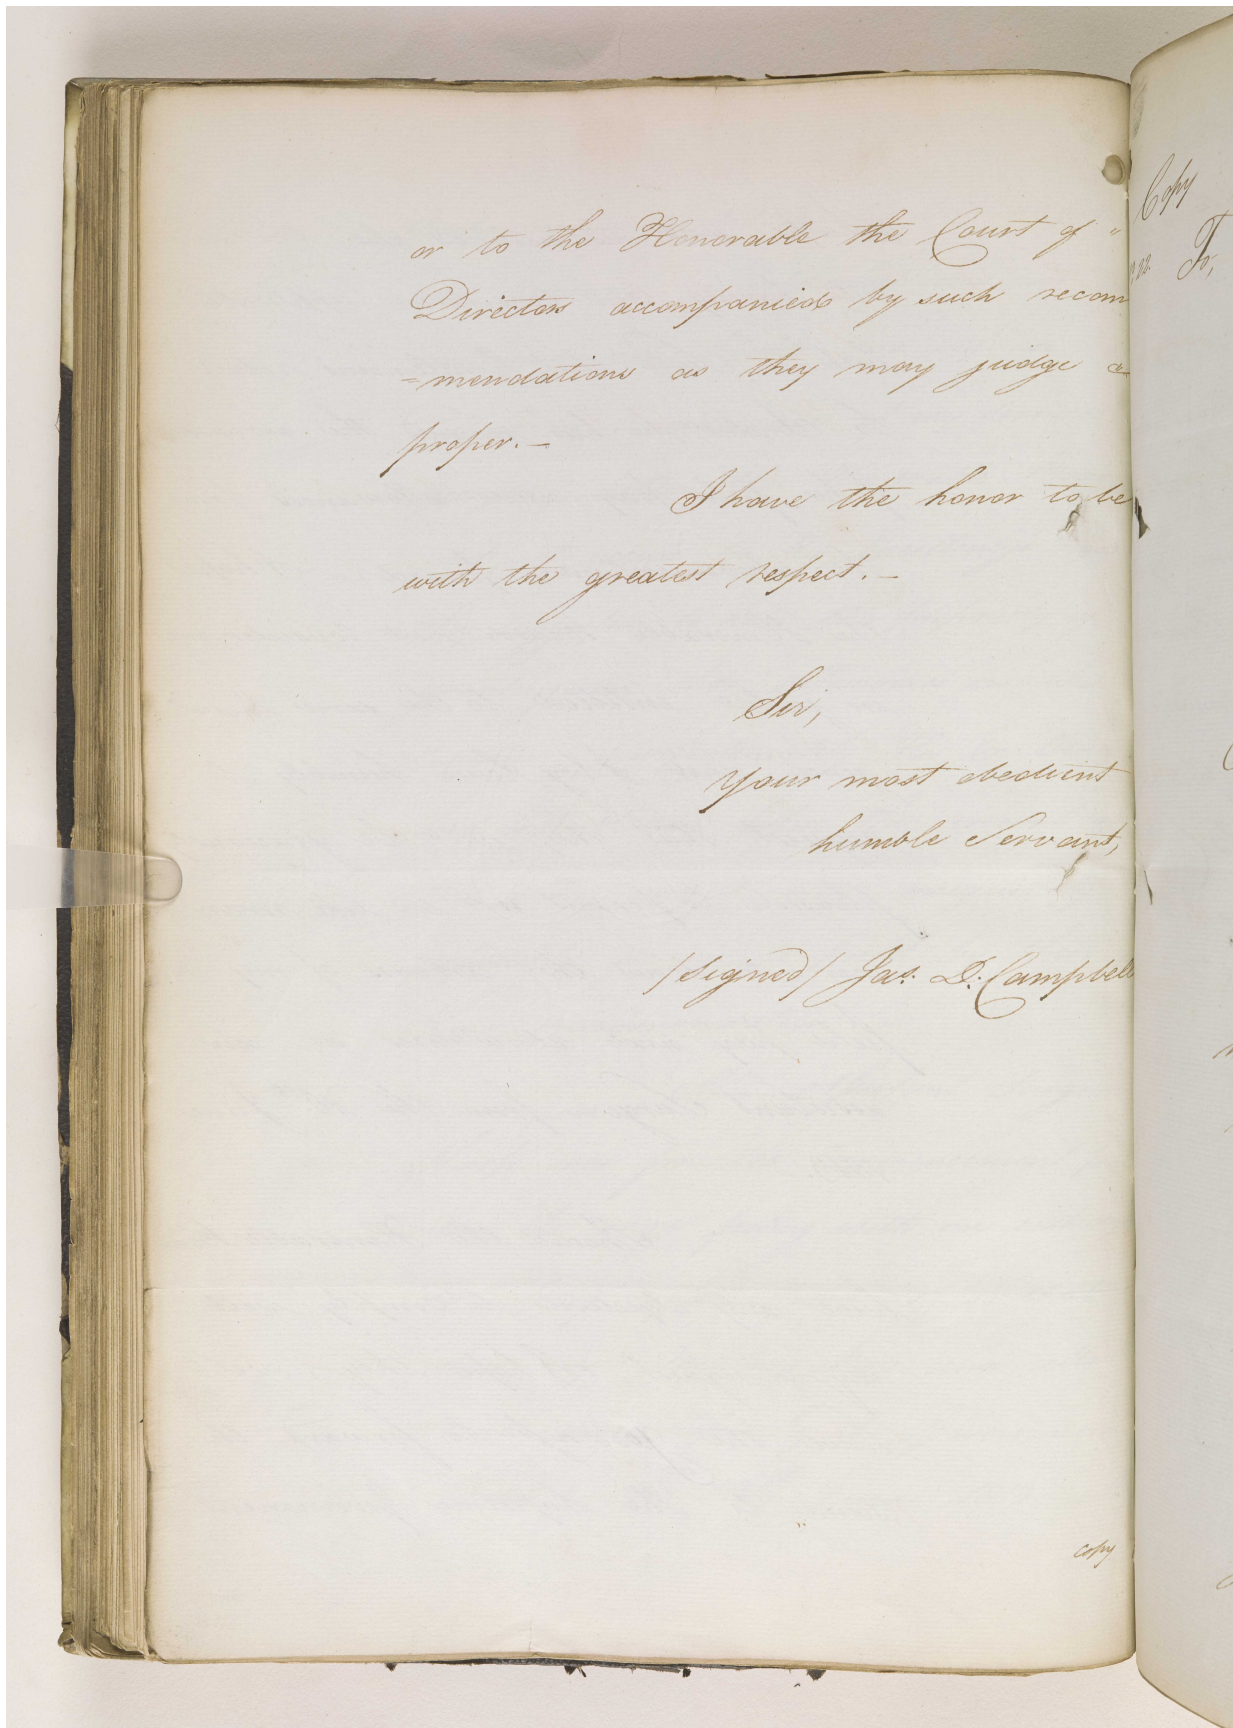 or to the Honorable the Court of "
Directors accompanied by such recom
=mendations as they may judge
proper.—
I have the honor to be
with the greatest respect.—
Sir,
Your most obedient
humble Servant,
/Signed/ Jas. D. Campbell
copy
Copy
To,